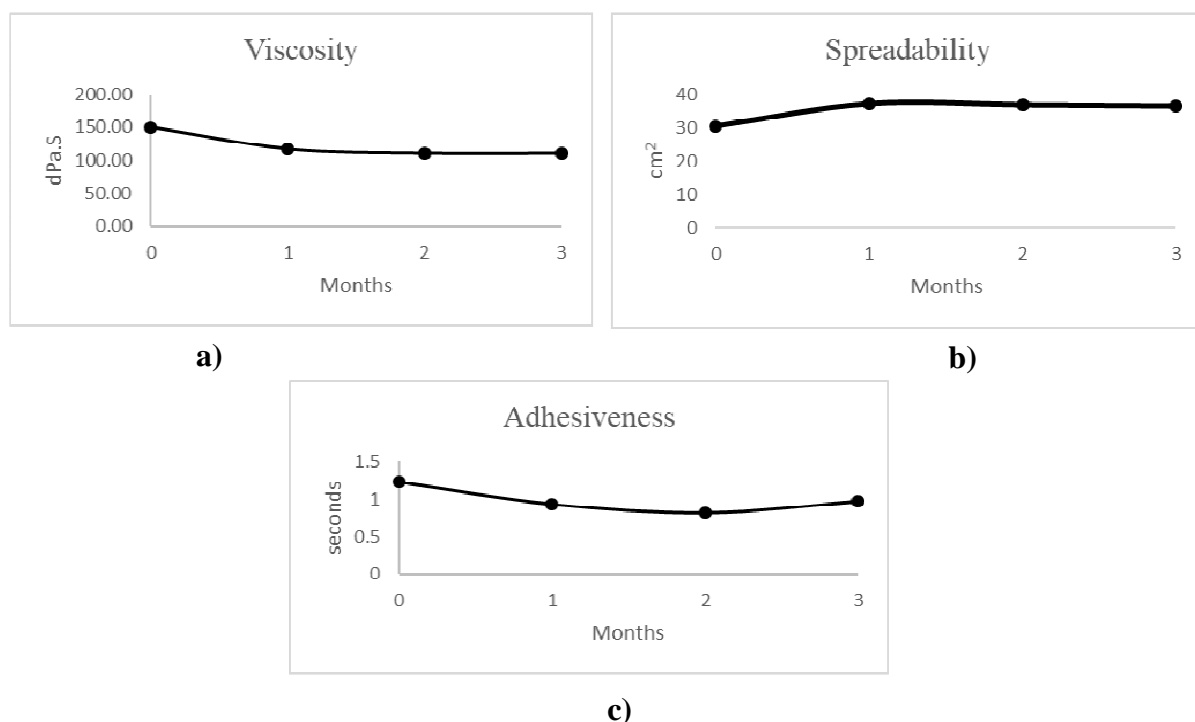 Viscosity
200.00
150.00
100.00
50.00
0.00
dPa.S
0 1 2 3
Months
a)
Spreadability
40
30
20
10
0
cm²
0 1 2 3
Months
b)
Adhesiveness
1.5
1
0.5
0
seconds
0 1 2 3
Months
c)